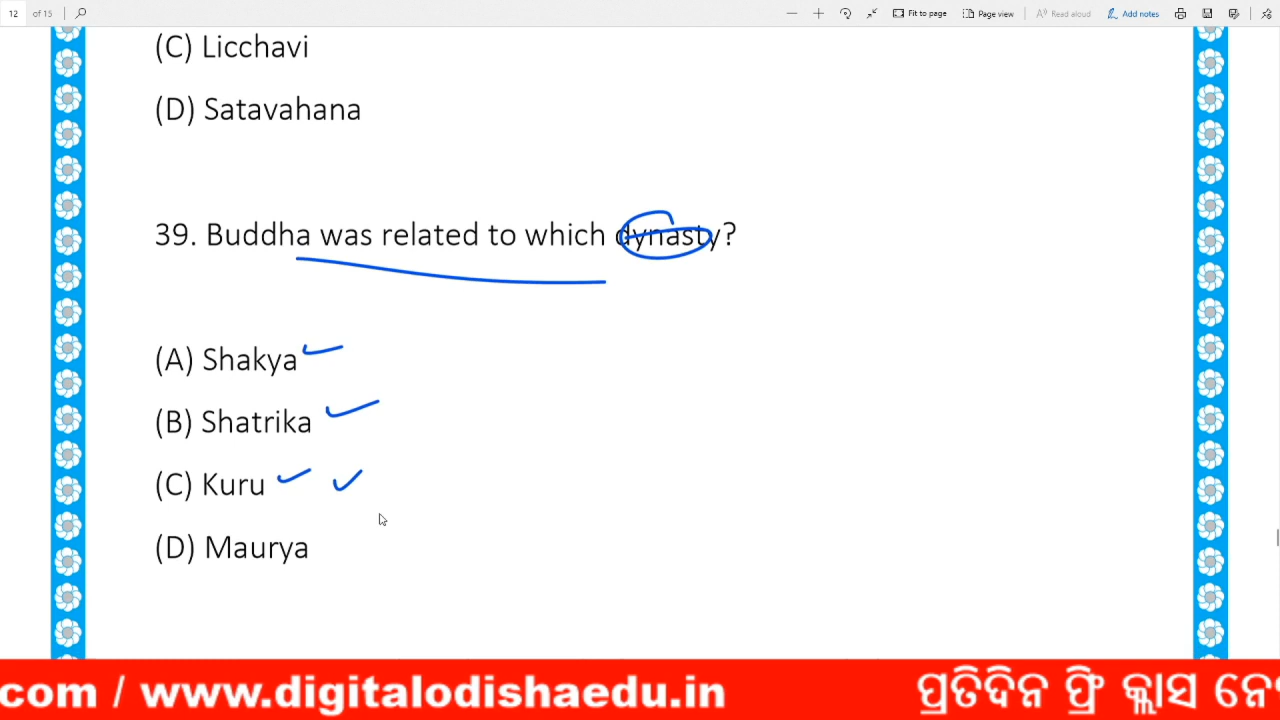 12 of 15 Fit to page Page view Read aloud Add notes
(C) Licchavi
(D) Satavahana
39. Buddha was related to which dynasty?
(A) Shakya
(B) Shatrika
(C) Kuru
(D) Maurya
com / www.digitalodishaedu.in ପ୍ରତିଦିନ ଫ୍ରି କ୍ଲାସ ନେ